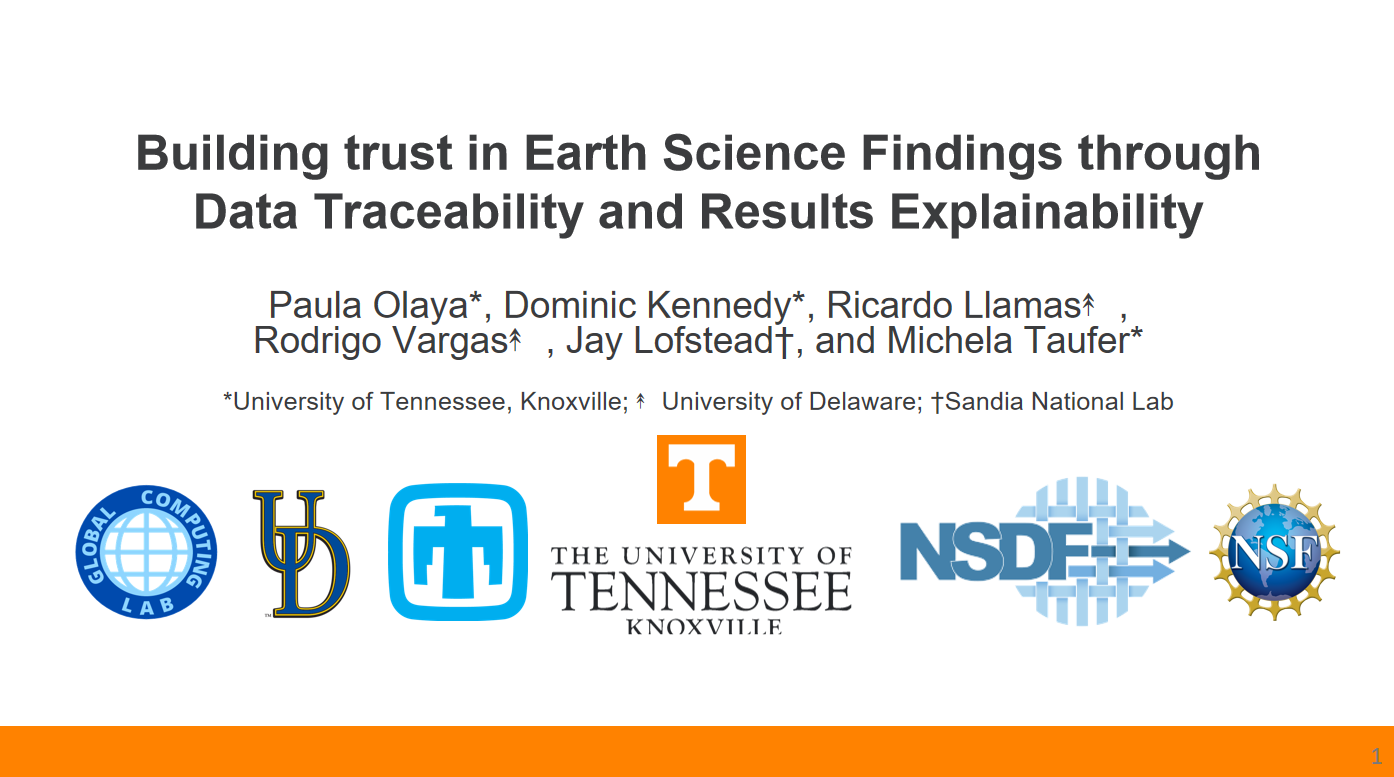 Building trust in Earth Science Findings through
Data Traceability and Results Explainability
Paula Olaya*, Dominic Kennedy*, Ricardo Llamas↟ ,
Rodrigo Vargas↟ , Jay Lofstead†, and Michela Taufer*
*University of Tennessee, Knoxville; ↟ University of Delaware; †Sandia National Lab
GLOBAL COMPUTING LAB
UD
™
T
THE UNIVERSITY OF
TENNESSEE
KNOXVILLE
NSDF
NSF
1